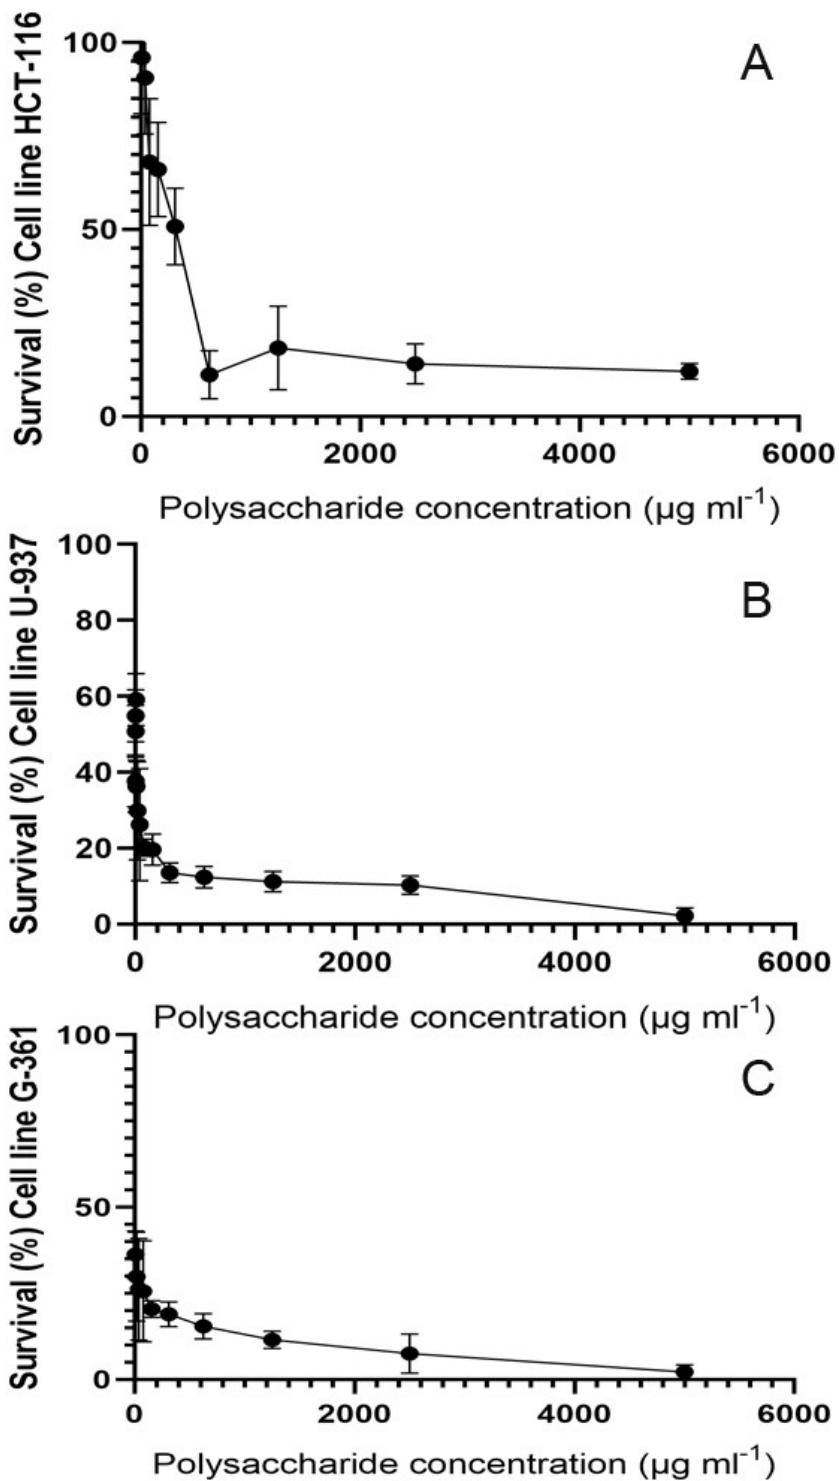 A
Survival (%) Cell line HCT-116
100
50
0
0 2000 4000 6000
Polysaccharide concentration (µg ml⁻¹)
B
Survival (%) Cell line U-937
100
80
60
40
20
0
0 2000 4000 6000
Polysaccharide concentration (µg ml⁻¹)
C
Survival (%) Cell line G-361
100
50
0
0 2000 4000 6000
Polysaccharide concentration (µg ml⁻¹)